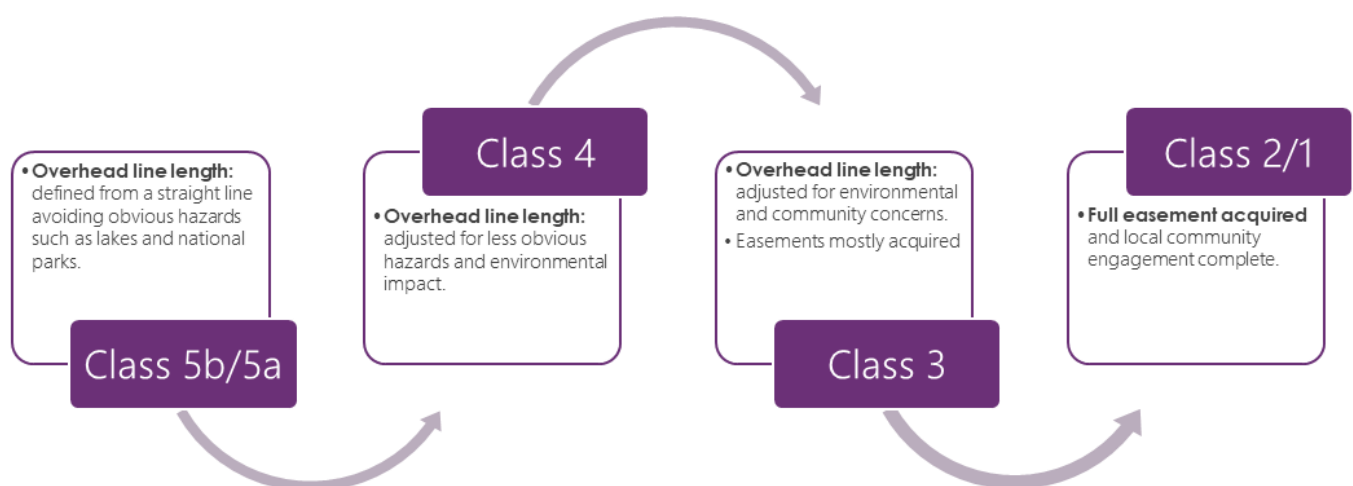 • Overhead line length:
defined from a straight line
avoiding obvious hazards
such as lakes and national
parks.
Class 5b/5a
Class 4
• Overhead line length:
adjusted for less obvious
hazards and environmental
impact.
• Overhead line length:
adjusted for environmental
and community concerns.
• Easements mostly acquired
Class 3
Class 2/1
• Full easement acquired
and local community
engagement complete.